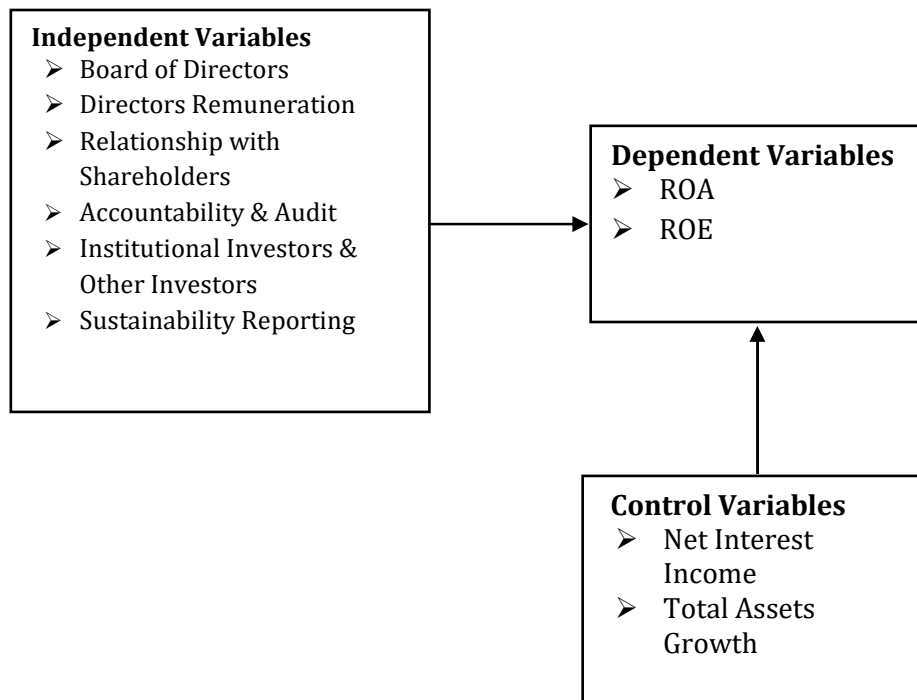 Independent Variables
➢ Board of Directors
➢ Directors Remuneration
➢ Relationship with
Shareholders
➢ Accountability & Audit
➢ Institutional Investors &
Other Investors
➢ Sustainability Reporting
Dependent Variables
➢ ROA
➢ ROE
Control Variables
➢ Net Interest
Income
➢ Total Assets
Growth